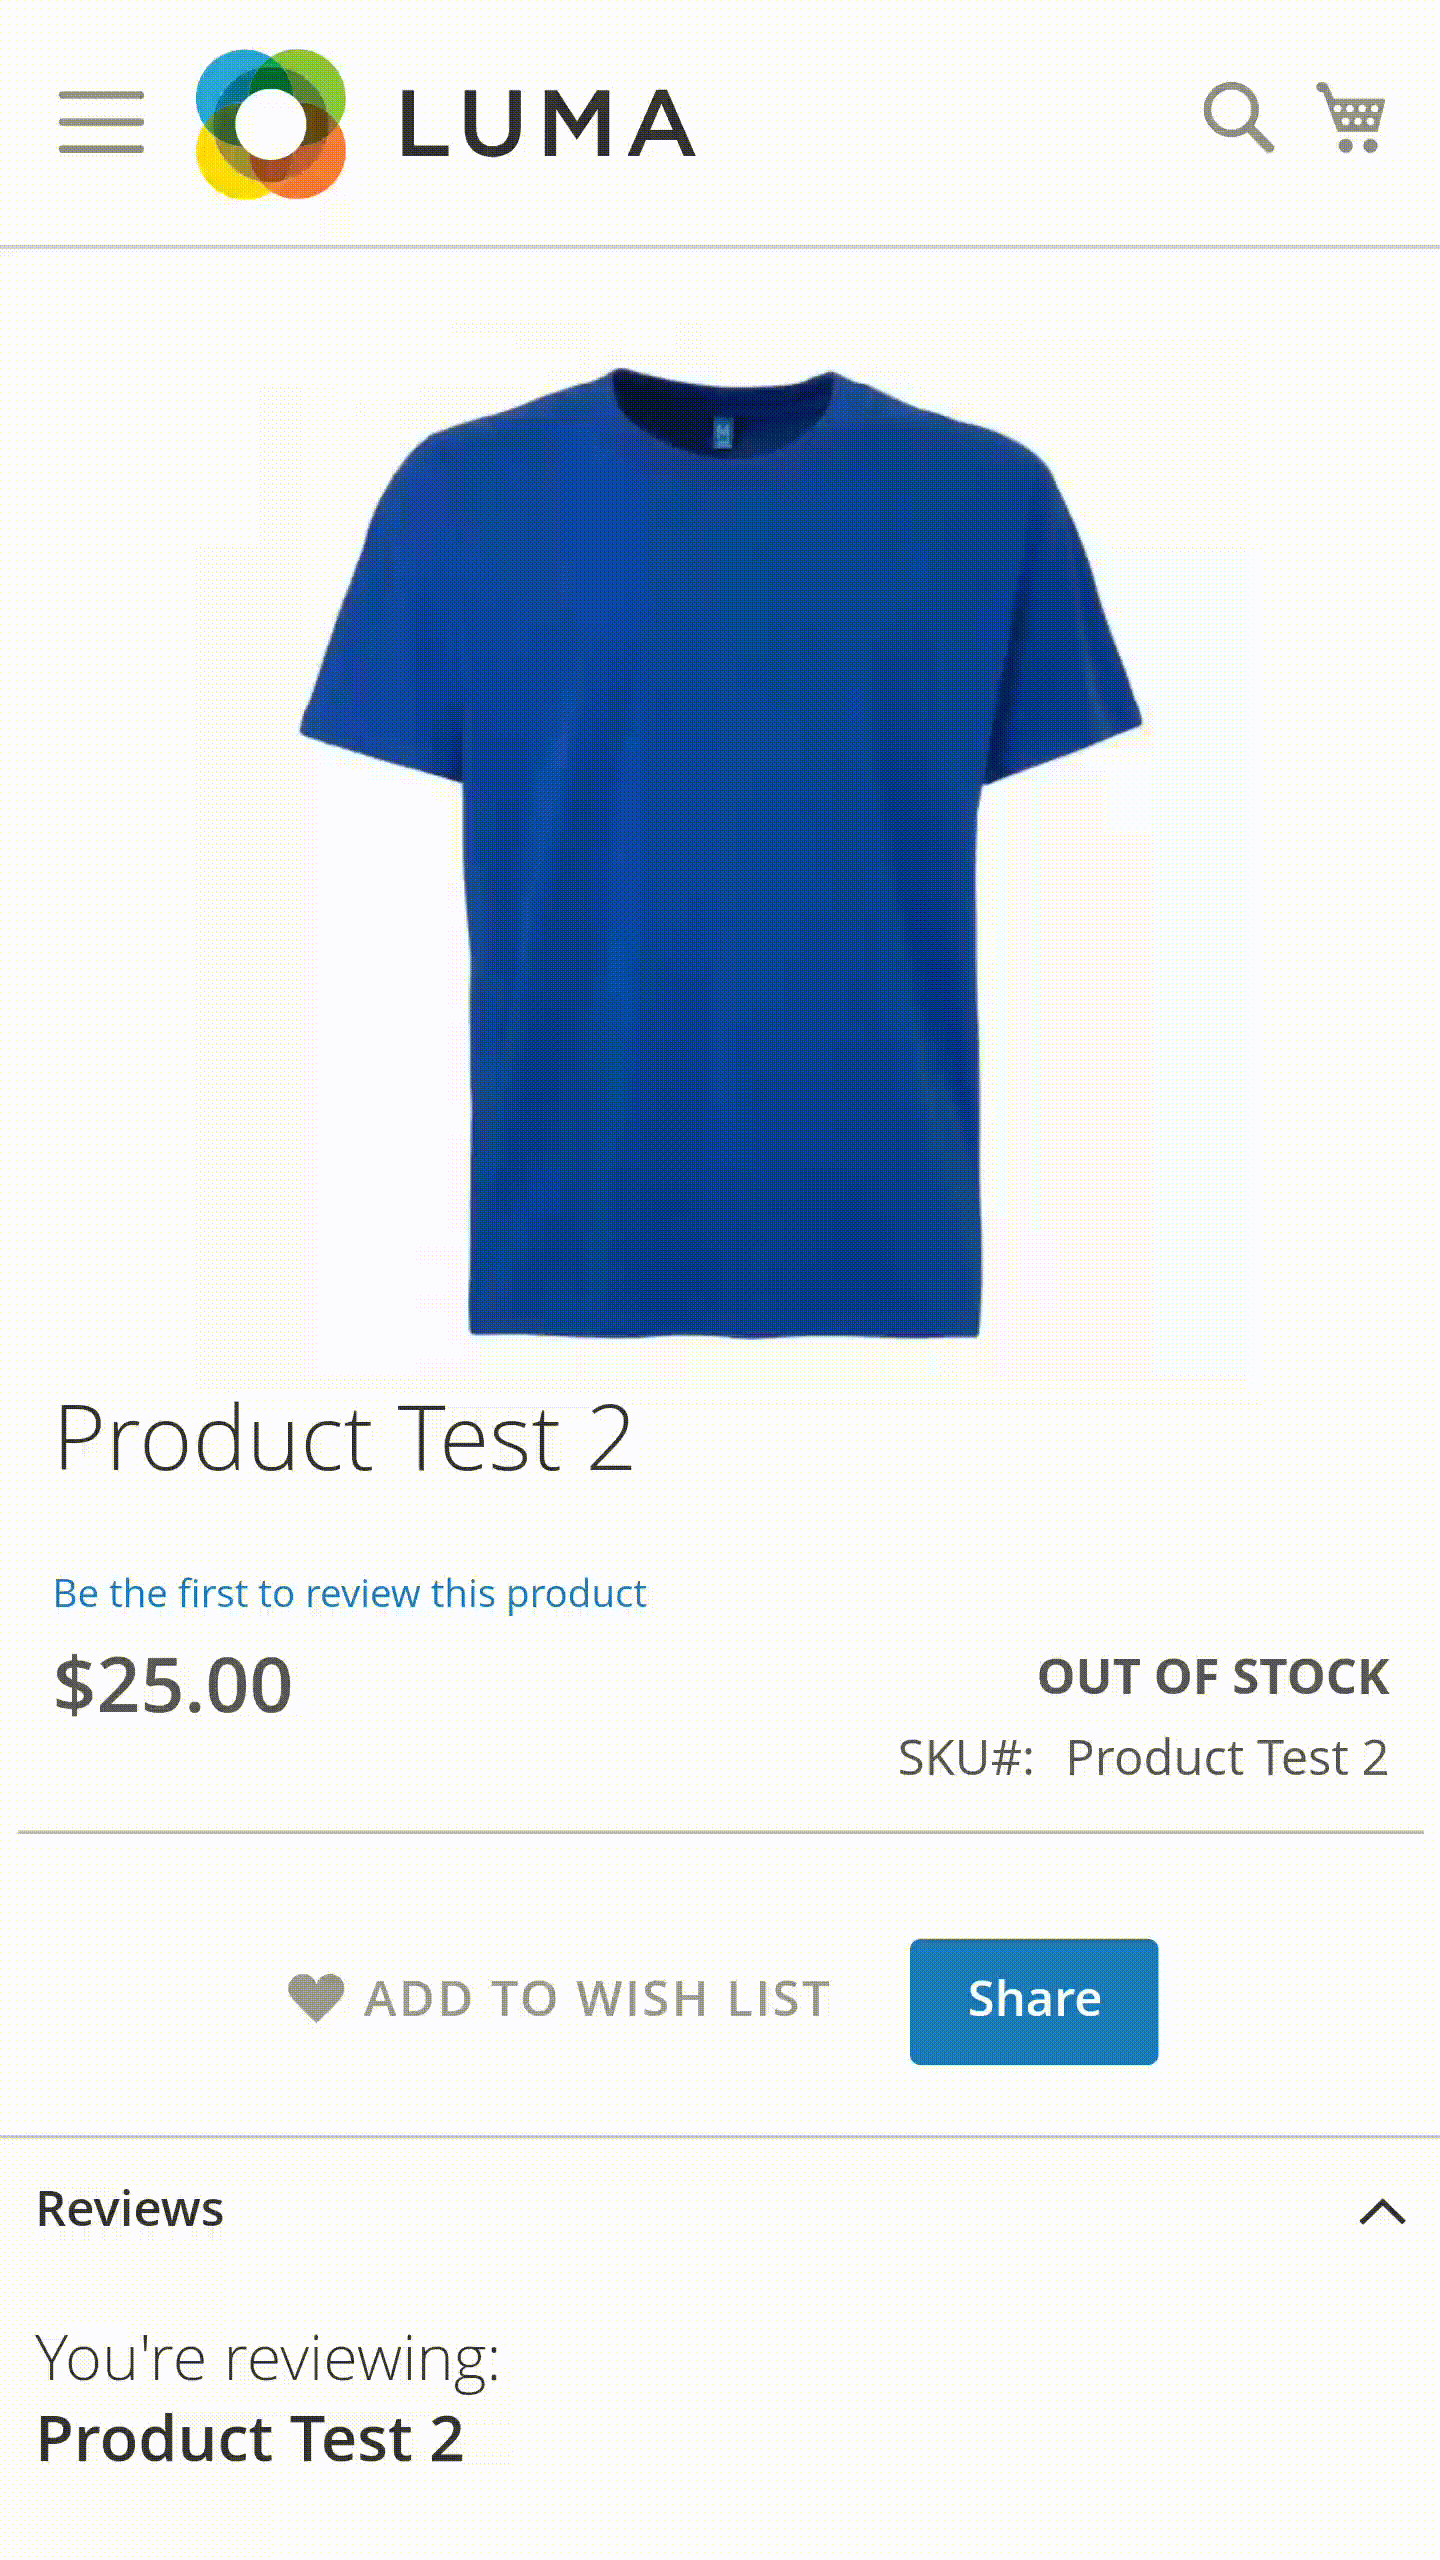 LUMA
Product Test 2
Be the first to review this product
$25.00
OUT OF STOCK
SKU#: Product Test 2
ADD TO WISH LIST
Share
Reviews
You're reviewing:
Product Test 2